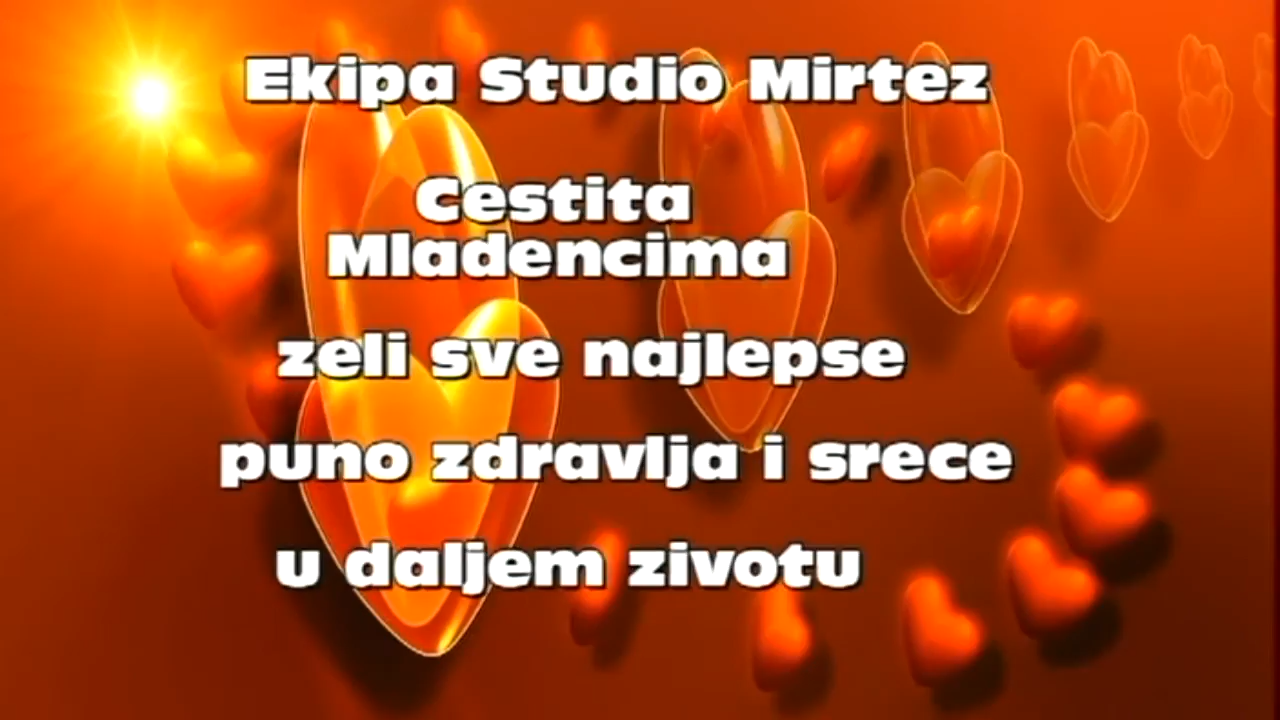 Ekipa Studio Mirtez
Cestita
Mladencima
zeli sve najlepse
puno zdravlja i srece
u daljem zivotu